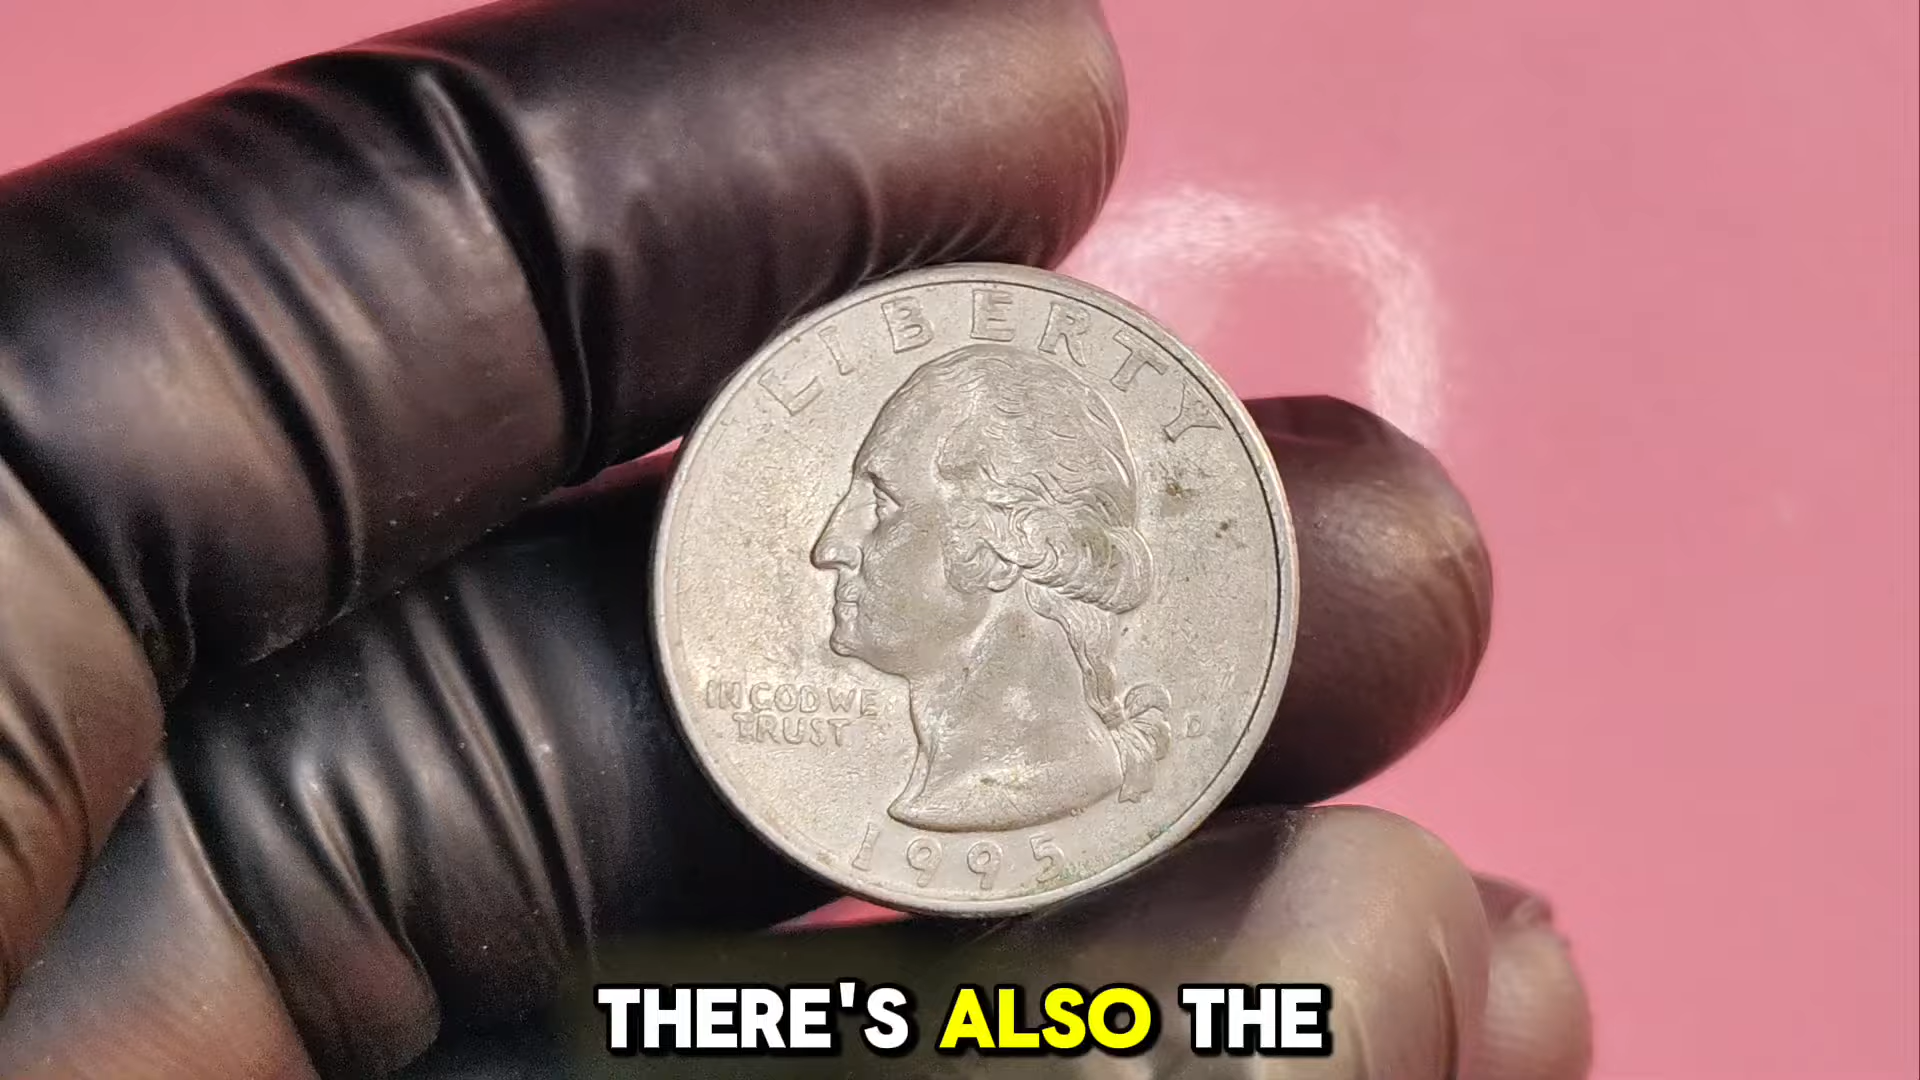 LIBERTY
IN GOD WE
TRUST
D
1995
THERE'S ALSO THE